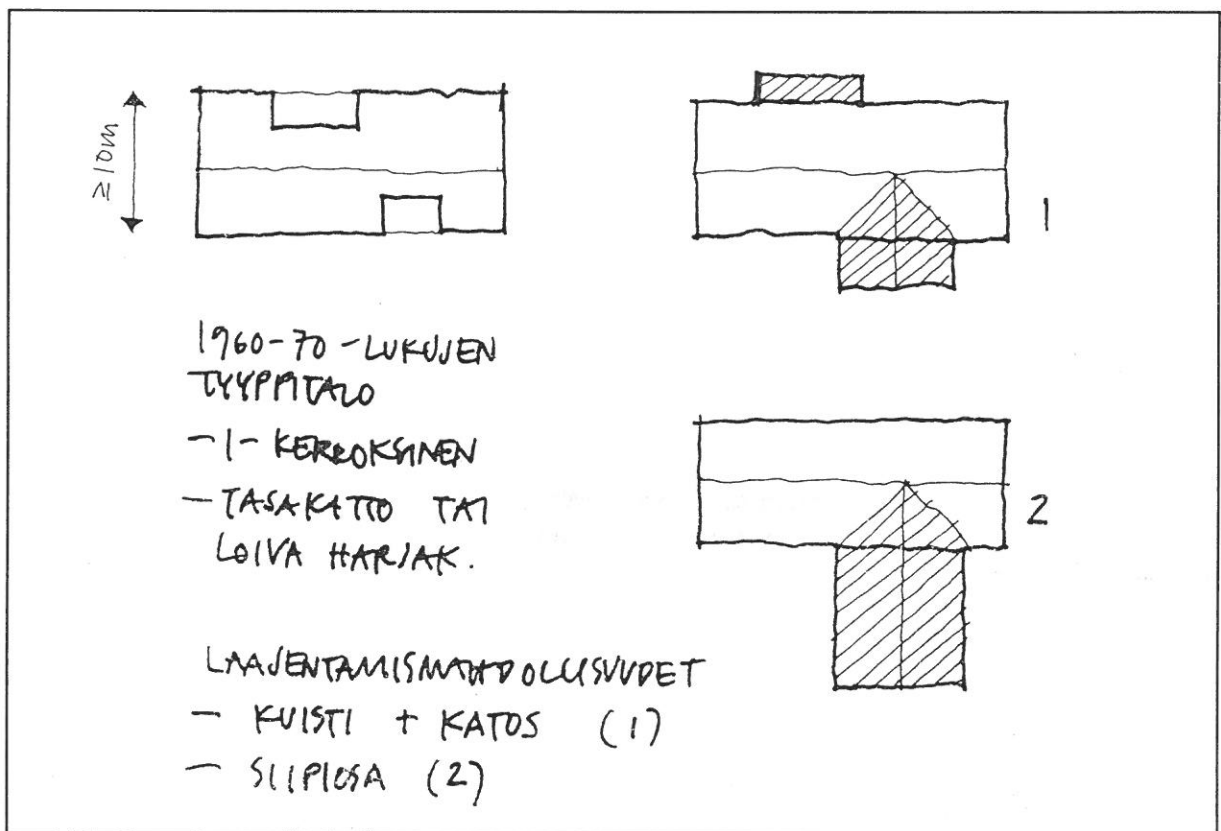 ≥10m
1
1960-70-LUKUJEN
TYYPPITALO
-1-KERROKSINEN
- TASAKATTO TAI
LOIVA HARJAK.
2
LAAJENTAMISMAHDOLLISUUDET
- KUISTI + KATOS (1)
- SIIPIOSA (2)